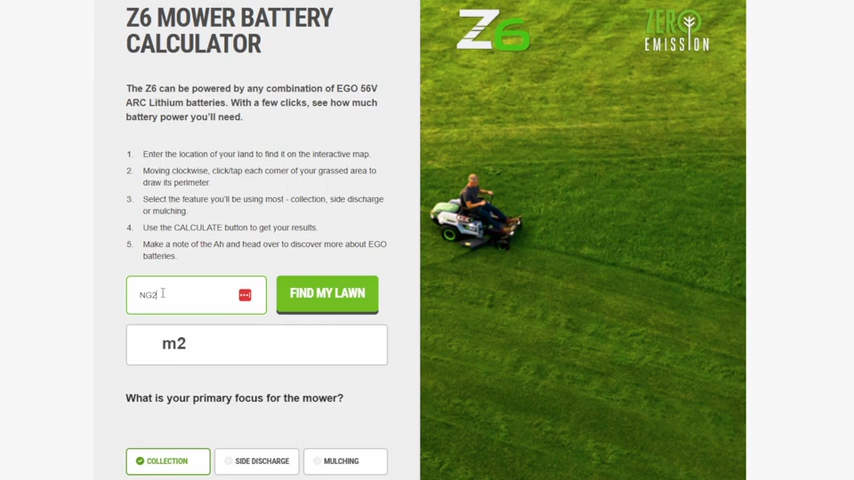 Z6 MOWER BATTERY
CALCULATOR
The Z6 can be powered by any combination of EGO 56V
ARC Lithium batteries. With a few clicks, see how much
battery power you'll need.
1. Enter the location of your land to find it on the interactive map.
2. Moving clockwise, click/tap each corner of your grassed area to
draw its perimeter.
3. Select the feature you'll be using most - collection, side discharge
or mulching.
4. Use the CALCULATE button to get your results.
5. Make a note of the Ah and head over to discover more about EGO
batteries.
NG2
FIND MY LAWN
m2
What is your primary focus for the mower?
COLLECTION
SIDE DISCHARGE
MULCHING
Z6
ZERO
EMISSION